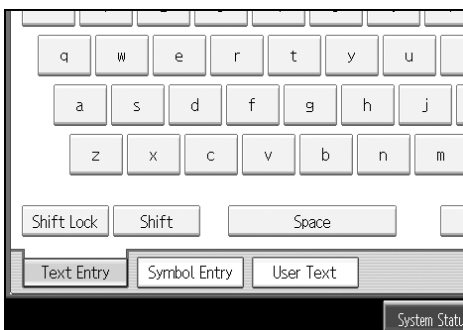 q w e r t y u
a s d f g h j
z x c v b n m
Shift Lock Shift Space
Text Entry Symbol Entry User Text
System Statu